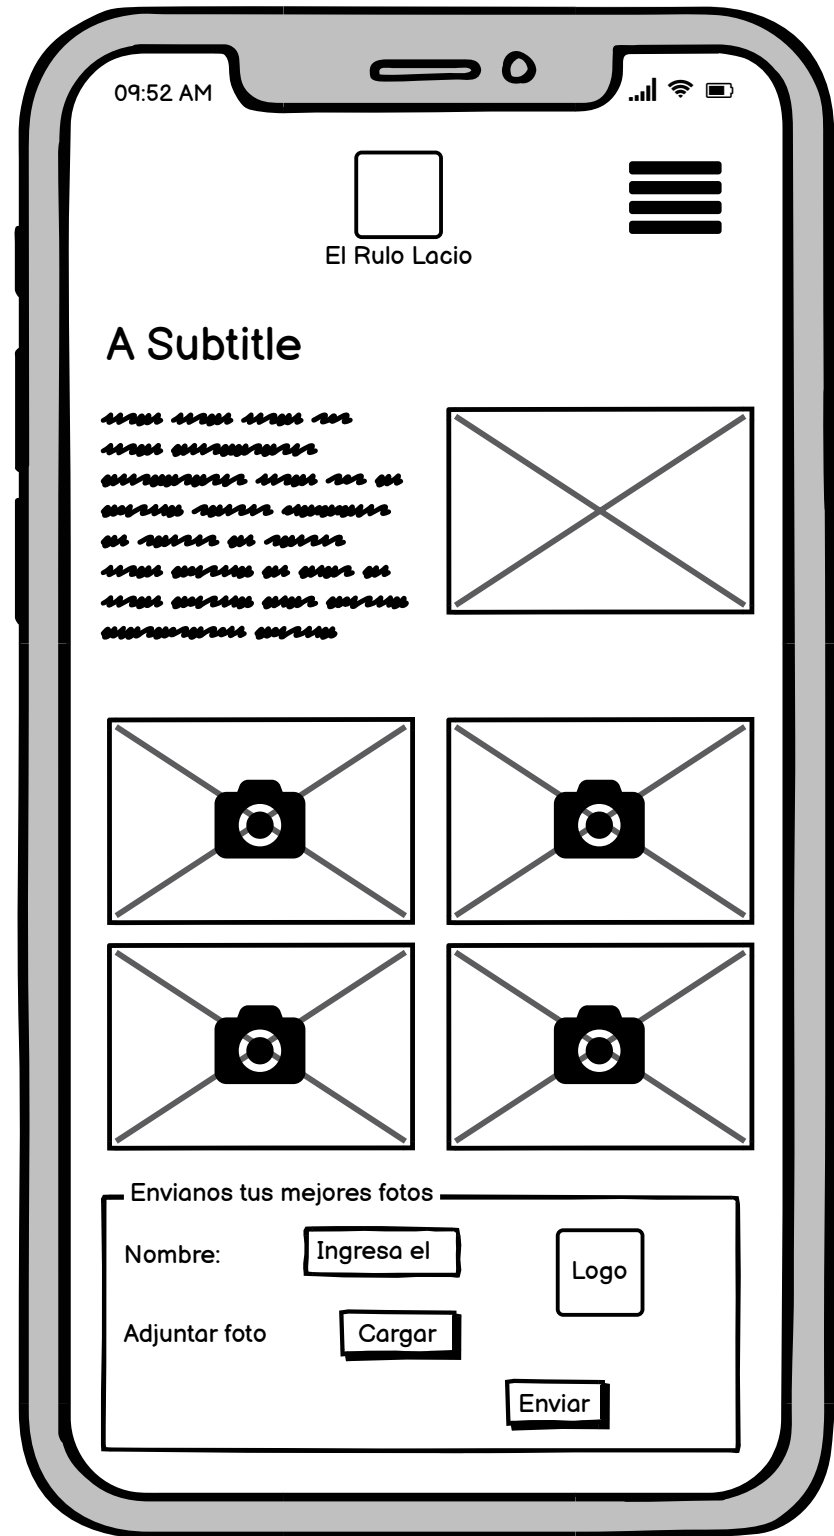 09:52 AM
El Rulo Lacio
A Subtitle
Envianos tus mejores fotos
Nombre:
Ingresa el
Logo
Adjuntar foto
Cargar
Enviar